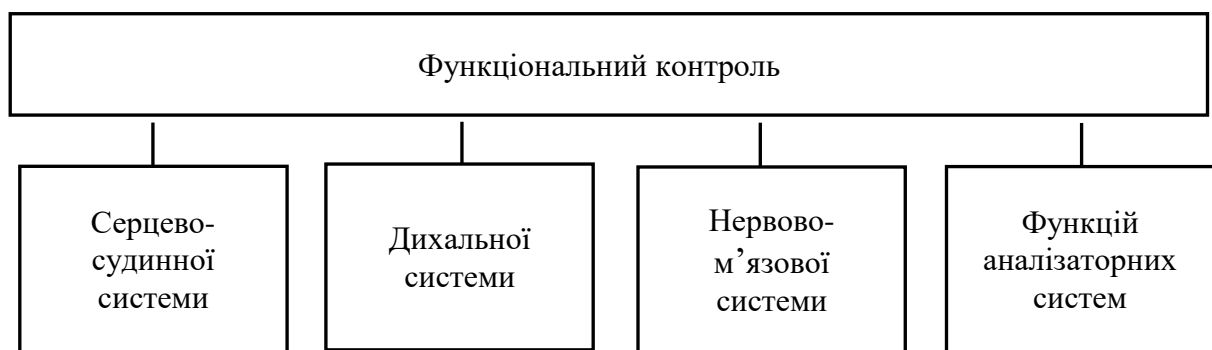 Функціональний контроль
Серцево-
судинної
системи
Дихальної
системи
Нервово-
м’язової
системи
Функцій
аналізаторних
систем